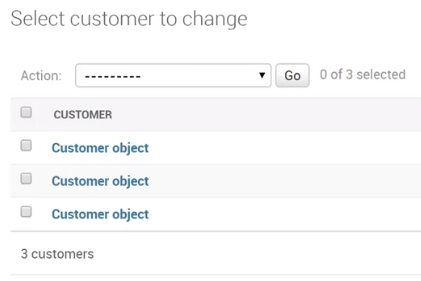 Select customer to change
Action: --------- Go 0 of 3 selected
CUSTOMER
Customer object
Customer object
Customer object
3 customers